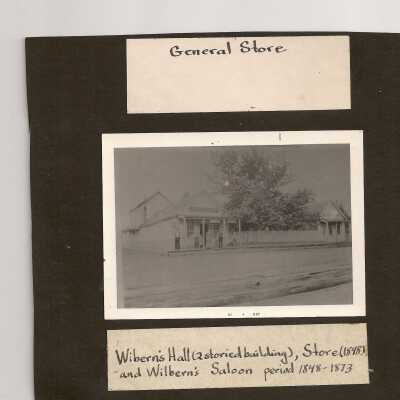 General Store
Wibern's Hall (2 storied building), Store (1848)
and Wilbern's Saloon period 1848-1873